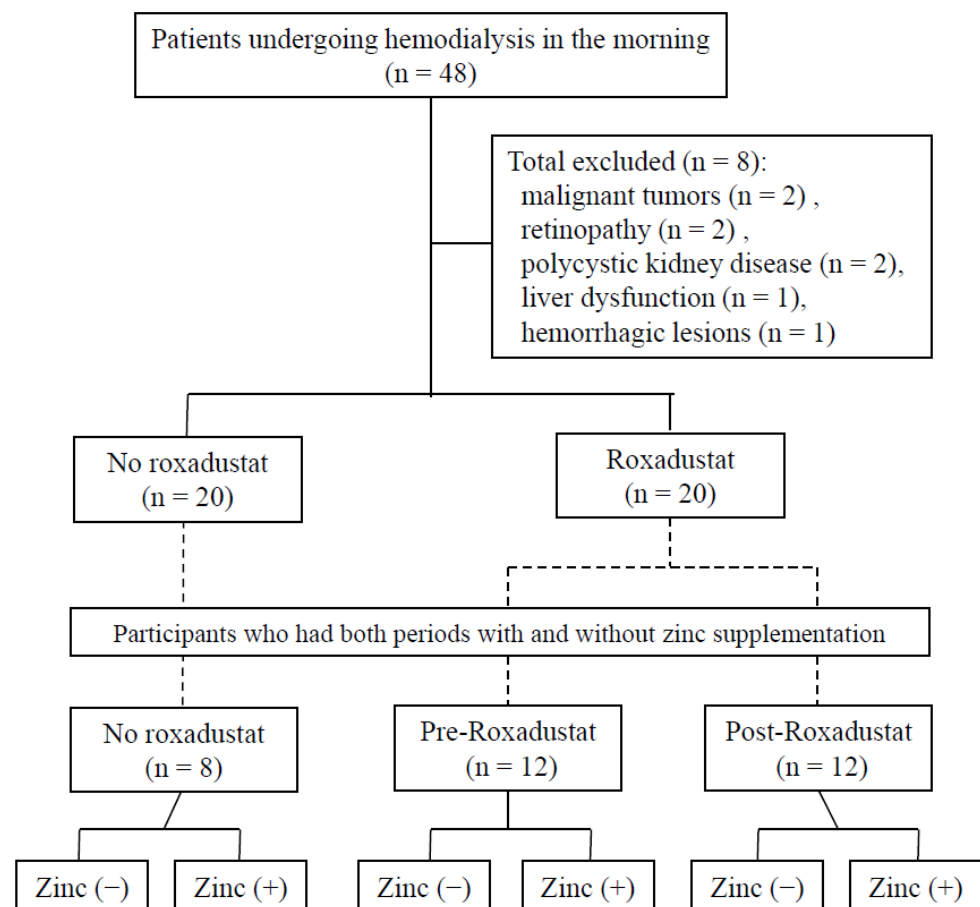 Patients undergoing hemodialysis in the morning
(n = 48)
Total excluded (n = 8):
malignant tumors (n = 2) ,
retinopathy (n = 2) ,
polycystic kidney disease (n = 2),
liver dysfunction (n = 1),
hemorrhagic lesions (n = 1)
No roxadustat
(n = 20)
Roxadustat
(n = 20)
Participants who had both periods with and without zinc supplementation
No roxadustat
(n = 8)
Pre-Roxadustat
(n = 12)
Post-Roxadustat
(n = 12)
Zinc (−)
Zinc (+)
Zinc (−)
Zinc (+)
Zinc (−)
Zinc (+)